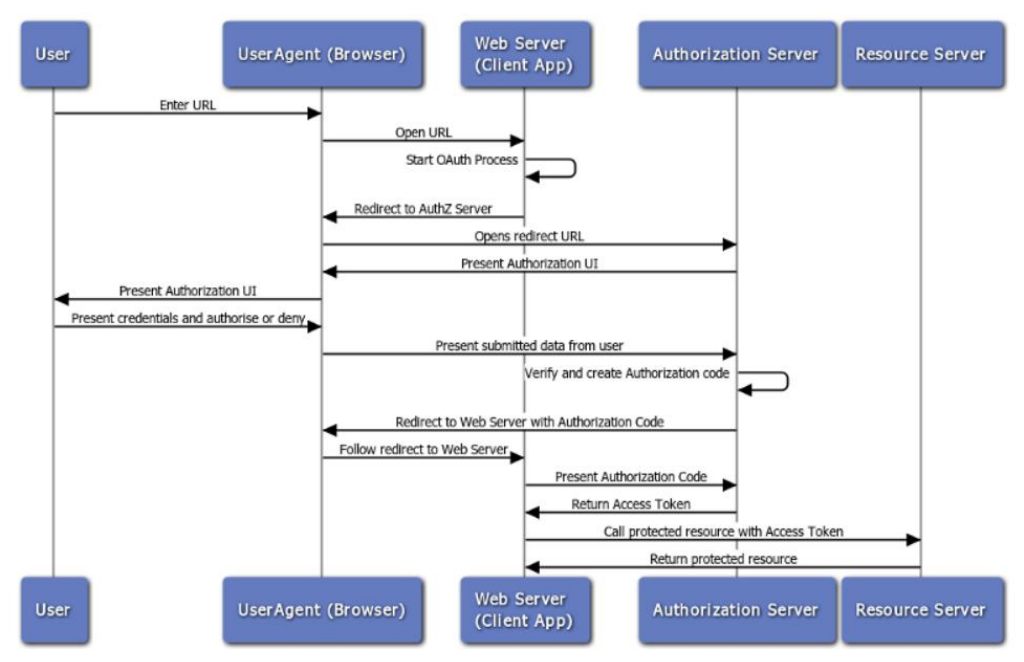 User
UserAgent (Browser)
Web Server
(Client App)
Authorization Server
Resource Server
Enter URL
Open URL
Start OAuth Process
Redirect to AuthZ Server
Opens redirect URL
Present Authorization UI
Present Authorization UI
Present credentials and authorise or deny
Present submitted data from user
Verify and create Authorization code
Redirect to Web Server with Authorization Code
Follow redirect to Web Server
Present Authorization Code
Return Access Token
Call protected resource with Access Token
Return protected resource
User
UserAgent (Browser)
Web Server
(Client App)
Authorization Server
Resource Server